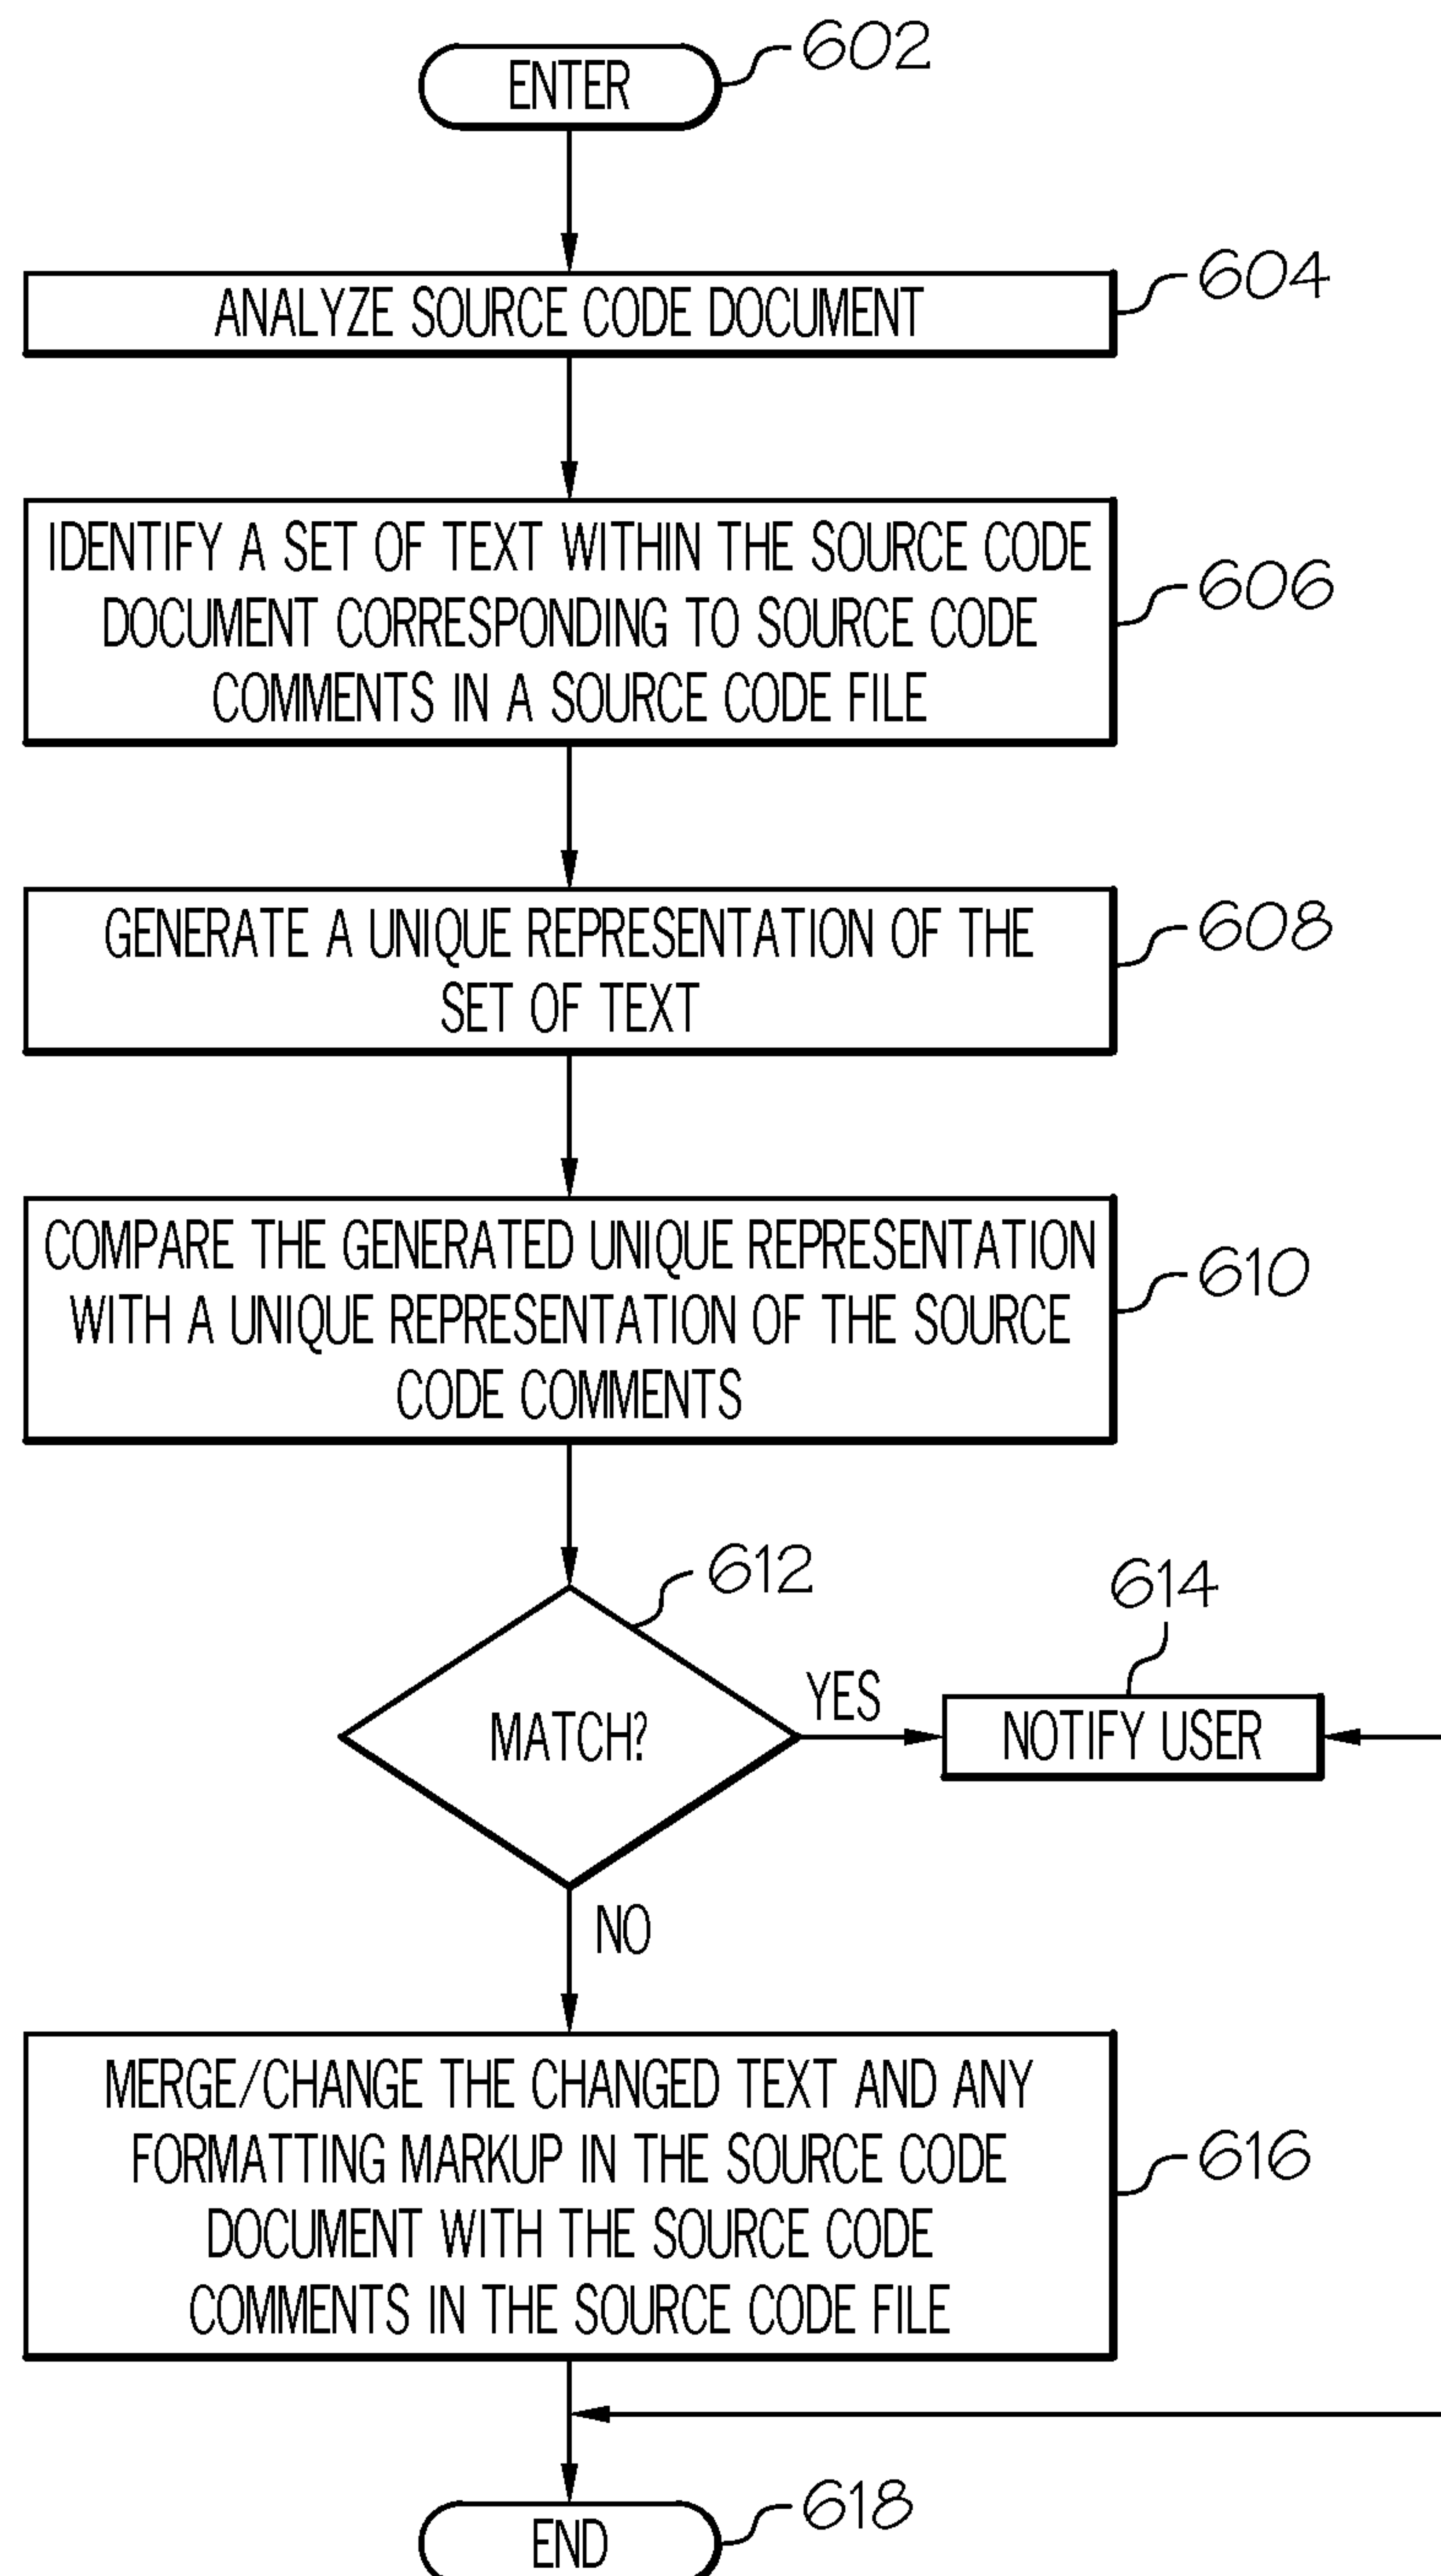 602
ENTER
604
ANALYZE SOURCE CODE DOCUMENT
606
IDENTIFY A SET OF TEXT WITHIN THE SOURCE CODE
DOCUMENT CORRESPONDING TO SOURCE CODE
COMMENTS IN A SOURCE CODE FILE
608
GENERATE A UNIQUE REPRESENTATION OF THE
SET OF TEXT
610
COMPARE THE GENERATED UNIQUE REPRESENTATION
WITH A UNIQUE REPRESENTATION OF THE SOURCE
CODE COMMENTS
612
MATCH?
YES
614
NOTIFY USER
NO
616
MERGE/CHANGE THE CHANGED TEXT AND ANY
FORMATTING MARKUP IN THE SOURCE CODE
DOCUMENT WITH THE SOURCE CODE
COMMENTS IN THE SOURCE CODE FILE
618
END